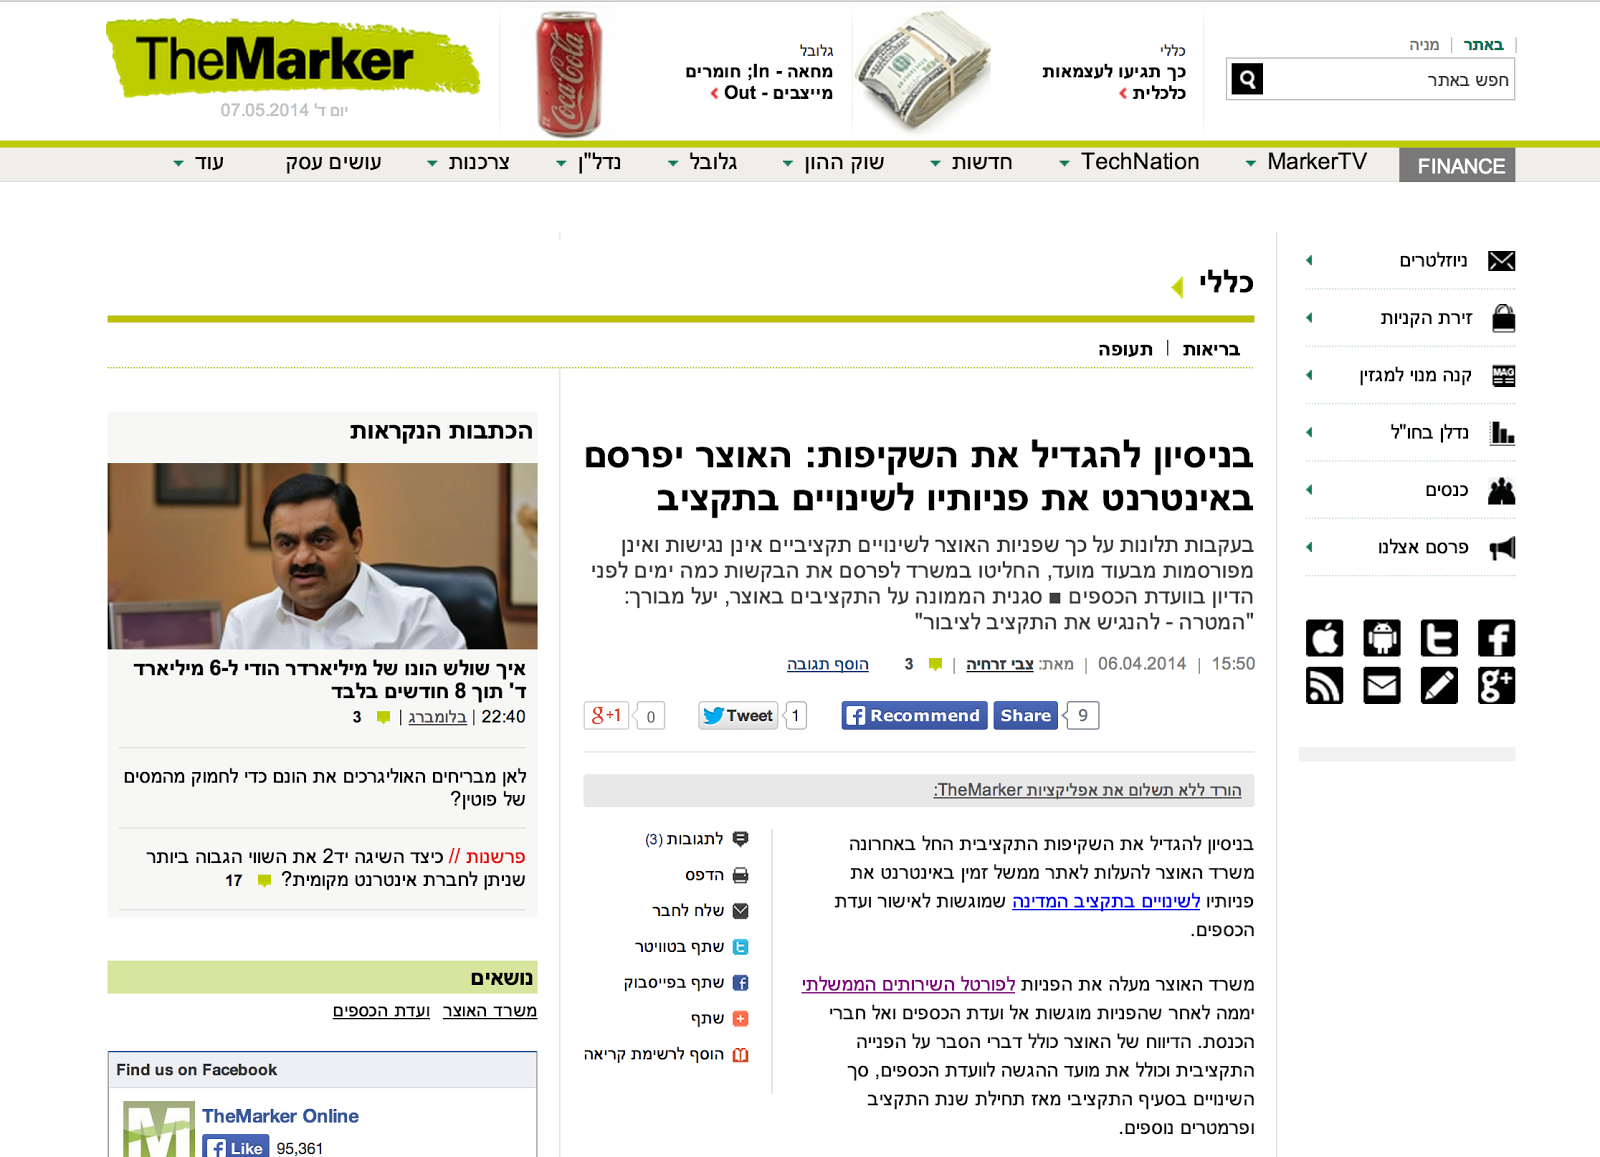 TheMarker
יום ד' 07.05.2014
גלובל
מחאה - In; חומרים
מייצבים - Out
Coca-Cola
כללי
כך תגיעו לעצמאות
כלכלית
באתר | מניה
חפש באתר
FINANCE
MarkerTV
TechNation
חדשות
שוק ההון
גלובל
נדל"ן
צרכנות
עושים עסק
עוד
ניוזלטרים
זירת הקניות
MAG
קנה מנוי למגזין
נדלן בחו"ל
כנסים
פרסם אצלנו
כללי
בריאות | תעופה
בניסיון להגדיל את השקיפות: האוצר יפרסם
באינטרנט את פניותיו לשינויים בתקציב
בעקבות תלונות על כך שפניות האוצר לשינויים תקציביים אינן נגישות ואינן
מפורסמות מבעוד מועד, החליטו במשרד לפרסם את הבקשות כמה ימים לפני
הדיון בוועדת הכספים ■ סגנית הממונה על התקציבים באוצר, יעל מבורך:
"המטרה - להנגיש את התקציב לציבור"
15:50 | 06.04.2014 | מאת: צבי זרחיה | 3 הוסף תגובה
g+1 0
Tweet 1
Recommend Share 9
הורד ללא תשלום את אפליקציות TheMarker:
בניסיון להגדיל את השקיפות התקציבית החל באחרונה
משרד האוצר להעלות לאתר ממשל זמין באינטרנט את
פניותיו לשינויים בתקציב המדינה שמוגשות לאישור ועדת
הכספים.
משרד האוצר מעלה את הפניות לפורטל השירותים הממשלתי
יממה לאחר שהפניות מוגשות אל ועדת הכספים ואל חברי
הכנסת. הדיווח של האוצר כולל דברי הסבר על הפנייה
התקציבית וכולל את מועד ההגשה לוועדת הכספים, סך
השינויים בסעיף התקציבי מאז תחילת שנת התקציב
ופרמטרים נוספים.
לתגובות (3)
הדפס
שלח לחבר
שתף בטוויטר
שתף בפייסבוק
שתף
הוסף לרשימת קריאה
הכתבות הנקראות
איך שולש הונו של מיליארדר הודי ל-6 מיליארד
ד' תוך 8 חודשים בלבד
22:40 | בלומברג | 3
לאן מבריחים האוליגרכים את הונם כדי לחמוק מהמסים
של פוטין?
פרשנות // כיצד השיגה יד2 את השווי הגבוה ביותר
שניתן לחברת אינטרנט מקומית? 17
נושאים
משרד האוצר ועדת הכספים
Find us on Facebook
TheMarker Online
Like 95,361